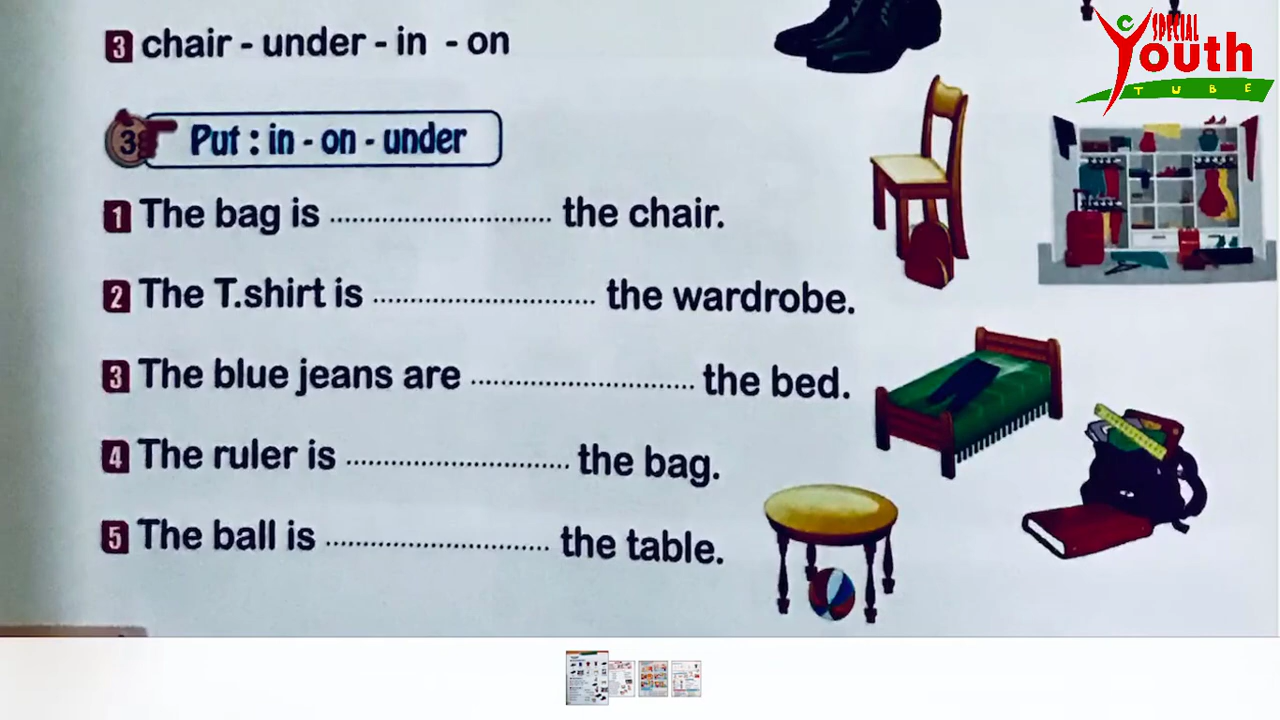 3 chair - under - in - on
SPECIAL
Youth
TUBE
3 Put : in - on - under
1 The bag is .............................. the chair.
2 The T.shirt is .............................. the wardrobe.
3 The blue jeans are .............................. the bed.
4 The ruler is .............................. the bag.
5 The ball is .............................. the table.